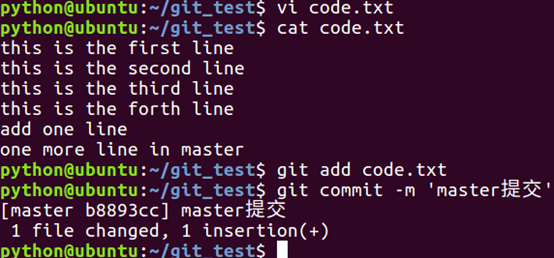 python@ubuntu:~/git_test$ vi code.txt
python@ubuntu:~/git_test$ cat code.txt
this is the first line
this is the second line
this is the third line
this is the forth line
add one line
one more line in master
python@ubuntu:~/git_test$ git add code.txt
python@ubuntu:~/git_test$ git commit -m 'master提交'
[master b8893cc] master提交
 1 file changed, 1 insertion(+)
python@ubuntu:~/git_test$